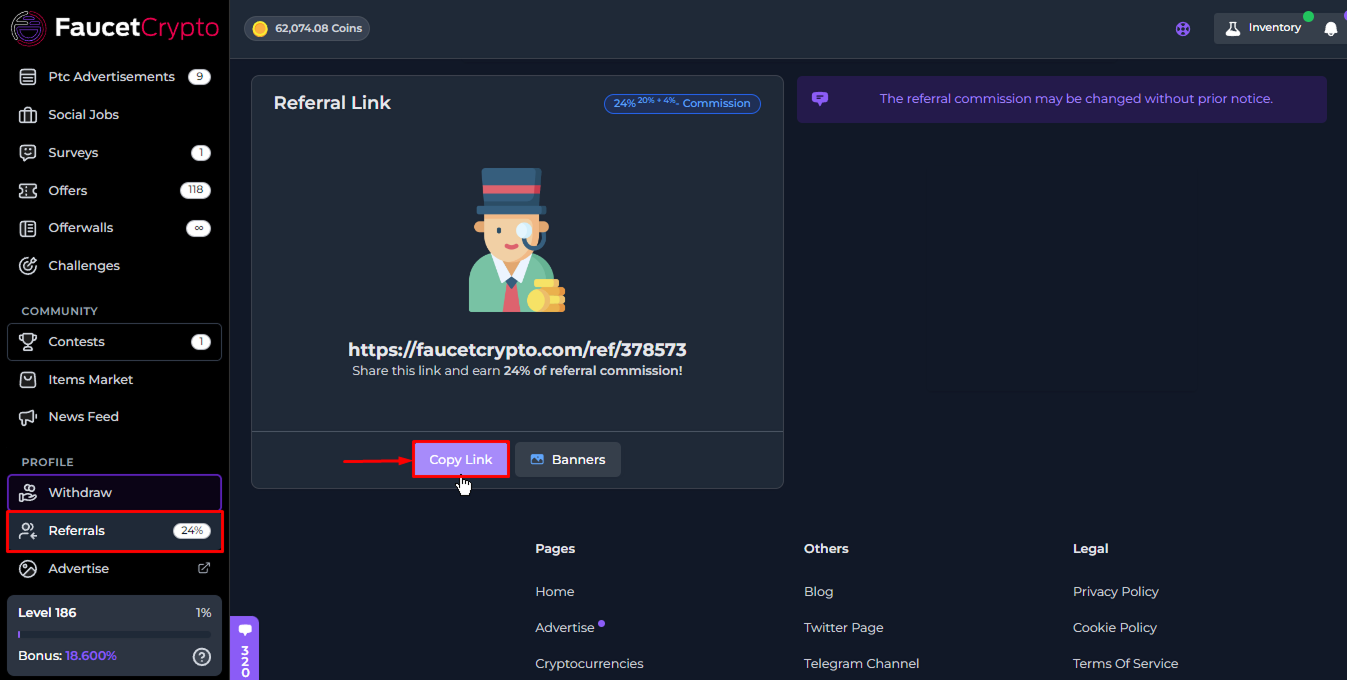 FaucetCrypto
Ptc Advertisements 9
Social Jobs
Surveys 1
Offers 118
Offerwalls ∞
Challenges
COMMUNITY
Contests 1
Items Market
News Feed
PROFILE
Withdraw
Referrals 24%
Advertise
Level 186 1%
Bonus: 18.600% ?
62,074.08 Coins
Inventory
Referral Link
24% 20% + 4%- Commission
https://faucetcrypto.com/ref/378573
Share this link and earn 24% of referral commission!
Copy Link
Banners
The referral commission may be changed without prior notice.
320
Pages
Home
Advertise
Cryptocurrencies
Others
Blog
Twitter Page
Telegram Channel
Legal
Privacy Policy
Cookie Policy
Terms Of Service